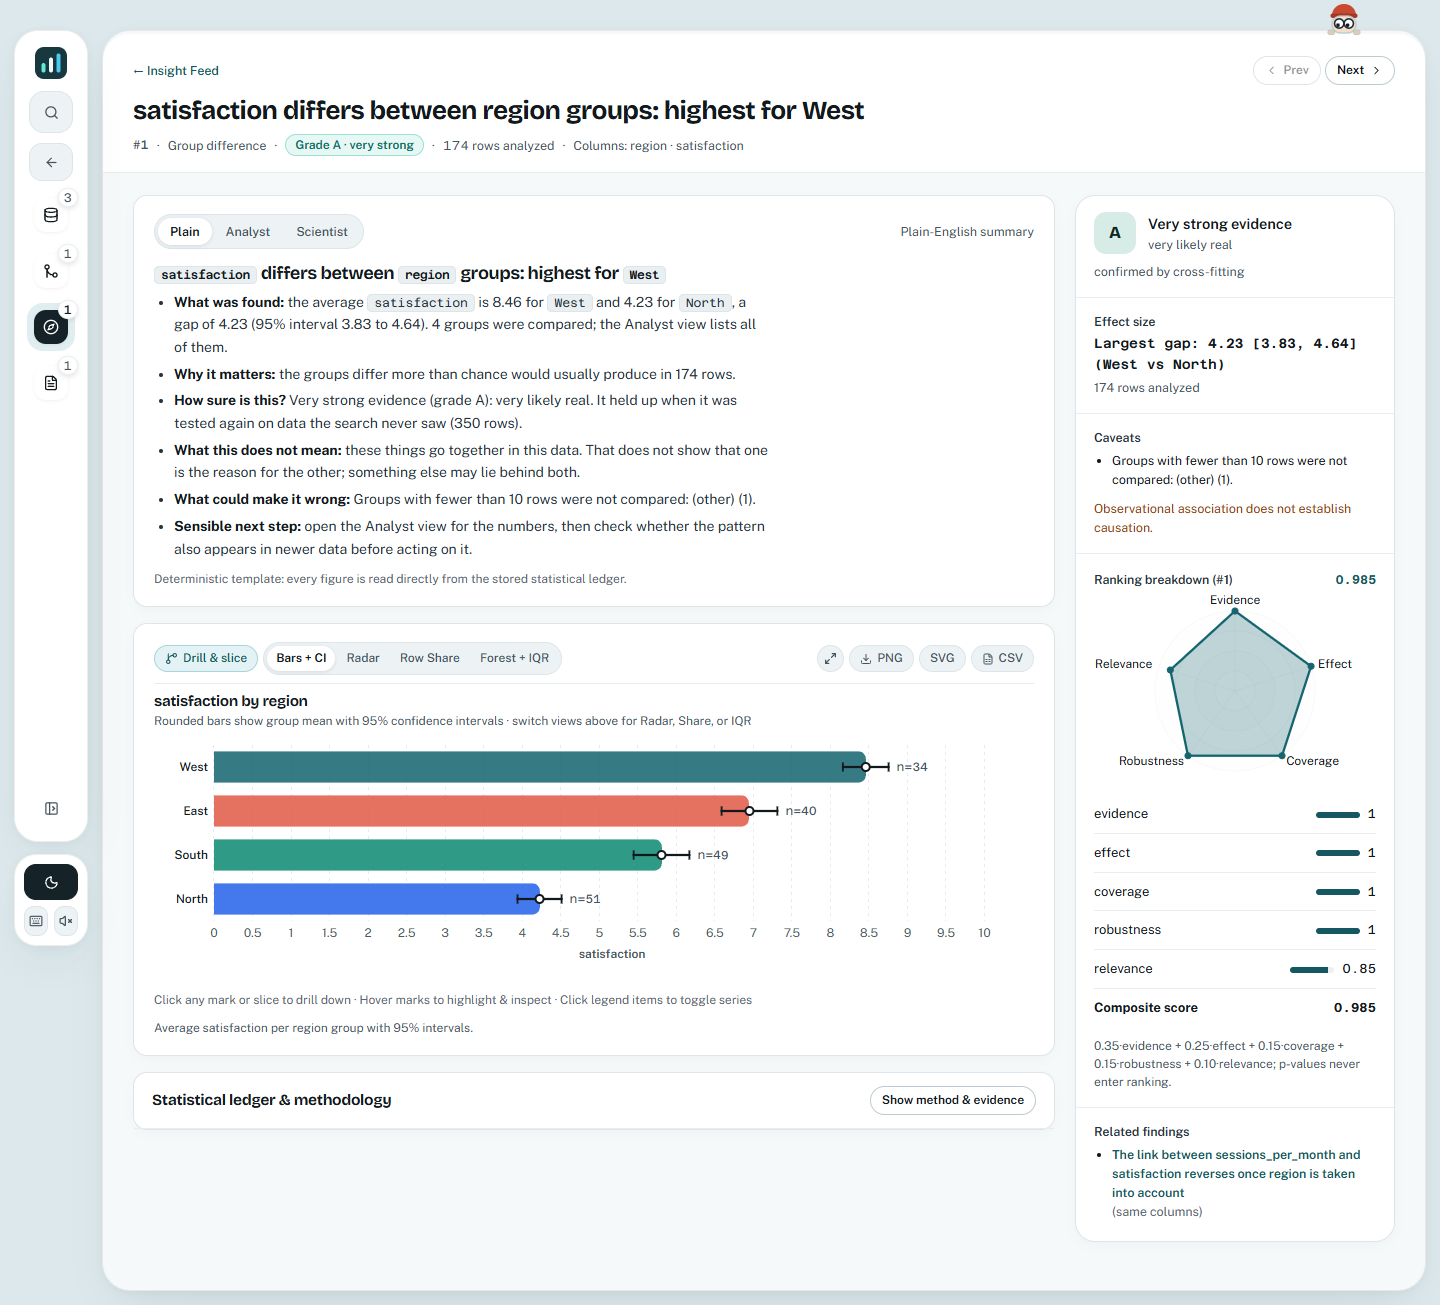 ← Insight Feed
Prev
Next
satisfaction differs between region groups: highest for West
#1 · Group difference · Grade A · very strong · 174 rows analyzed · Columns: region · satisfaction
3
1
1
1
Plain
Analyst
Scientist
Plain-English summary
satisfaction differs between region groups: highest for West
• What was found: the average satisfaction is 8.46 for West and 4.23 for North, a
gap of 4.23 (95% interval 3.83 to 4.64). 4 groups were compared; the Analyst view lists all
of them.
• Why it matters: the groups differ more than chance would usually produce in 174 rows.
• How sure is this? Very strong evidence (grade A): very likely real. It held up when it was
tested again on data the search never saw (350 rows).
• What this does not mean: these things go together in this data. That does not show that one
is the reason for the other; something else may lie behind both.
• What could make it wrong: Groups with fewer than 10 rows were not compared: (other) (1).
• Sensible next step: open the Analyst view for the numbers, then check whether the pattern
also appears in newer data before acting on it.
Deterministic template: every figure is read directly from the stored statistical ledger.
Drill & slice
Bars + CI
Radar
Row Share
Forest + IQR
PNG
SVG
CSV
satisfaction by region
Rounded bars show group mean with 95% confidence intervals · switch views above for Radar, Share, or IQR
West
n=34
East
n=40
South
n=49
North
n=51
0 0.5 1 1.5 2 2.5 3 3.5 4 4.5 5 5.5 6 6.5 7 7.5 8 8.5 9 9.5 10
satisfaction
Click any mark or slice to drill down · Hover marks to highlight & inspect · Click legend items to toggle series
Average satisfaction per region group with 95% intervals.
Statistical ledger & methodology
Show method & evidence
A
Very strong evidence
very likely real
confirmed by cross-fitting
Effect size
Largest gap: 4.23 [3.83, 4.64]
(West vs North)
174 rows analyzed
Caveats
• Groups with fewer than 10 rows were not
compared: (other) (1).
Observational association does not establish
causation.
Ranking breakdown (#1)
0.985
Evidence
Relevance
Effect
Robustness
Coverage
evidence 1
effect 1
coverage 1
robustness 1
relevance 0.85
Composite score 0.985
0.35·evidence + 0.25·effect + 0.15·coverage +
0.15·robustness + 0.10·relevance; p-values never
enter ranking.
Related findings
• The link between sessions_per_month and
satisfaction reverses once region is taken
into account
(same columns)